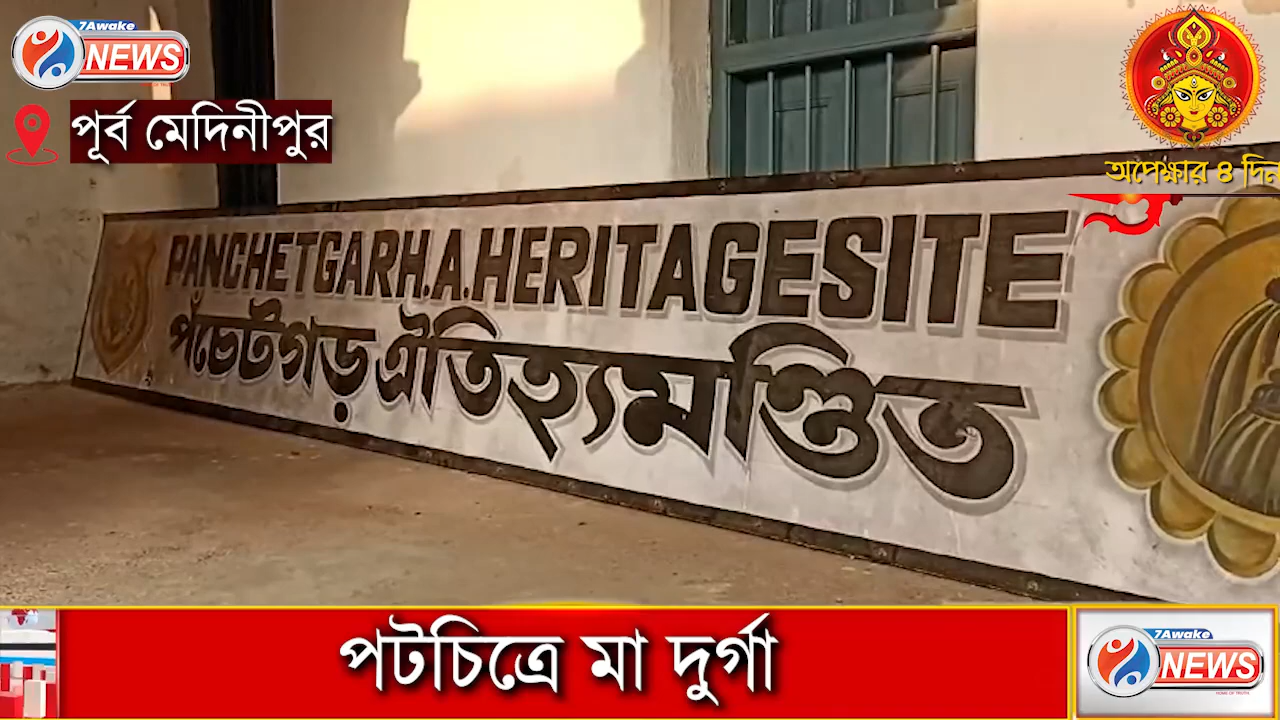 7Awake
NEWS
পূর্ব মেদিনীপুর
অপেক্ষার ৪ দিন
PANCHETGARH.A.HERITAGESITE
পঁচেটগড় ঐতিহ্যমণ্ডিত
পটচিত্রে মা দুর্গা
7Awake
NEWS